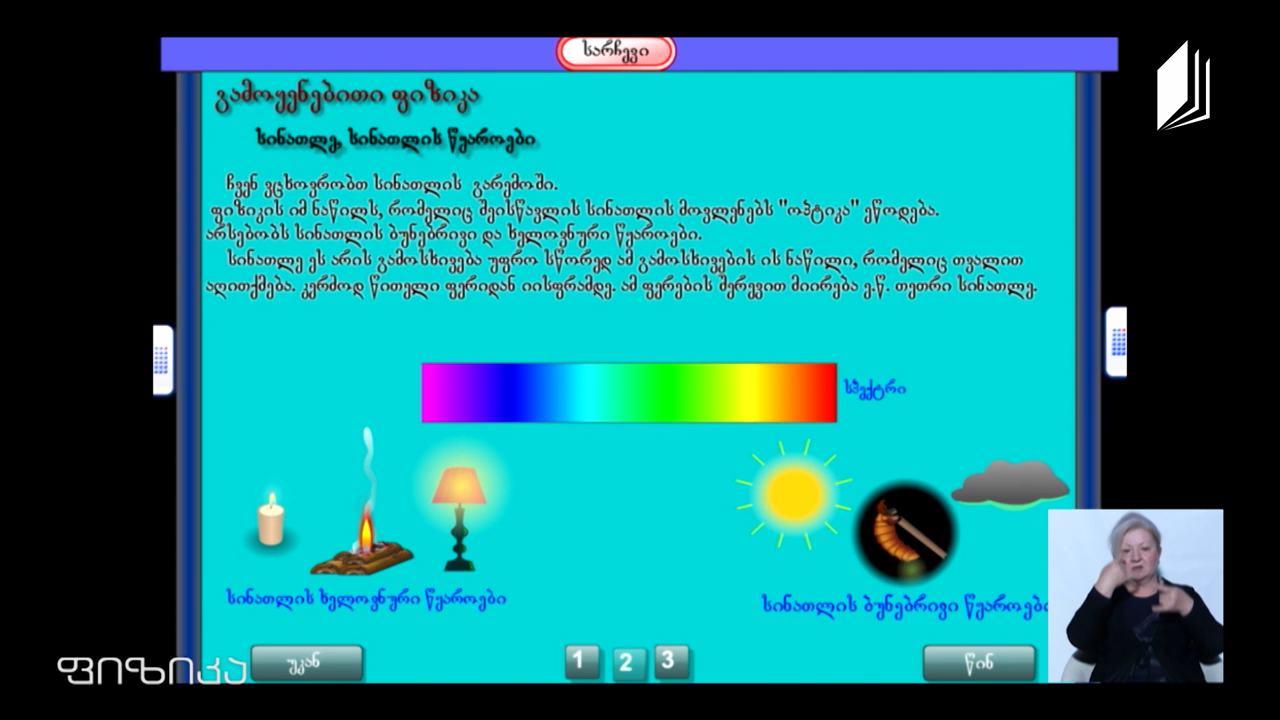 სარჩევი
გამოყენებითი ფიზიკა
სინათლე, სინათლის წყაროები
ჩვენ ვცხოვრობთ სინათლის გარემოში.
ფიზიკის იმ ნაწილს, რომელიც შეისწავლის სინათლის მოვლენებს "ოპტიკა" ეწოდება.
არსებობს სინათლის ბუნებრივი და ხელოვნური წყაროები.
სინათლე ეს არის გამოსხივება უფრო სწორედ ამ გამოსხივების ის ნაწილი, რომელიც თვალით
აღითქმება. კერმოდ წითელი ფერიდან იისფრამდე. ამ ფერების შერევით მიირება ე.წ. თეთრი სინათლე.
სპექტრი
სინათლის ხელოვნური წყაროები
სინათლის ბუნებრივი წყაროები
უკან
1 2 3
წინ
ფიზიკა